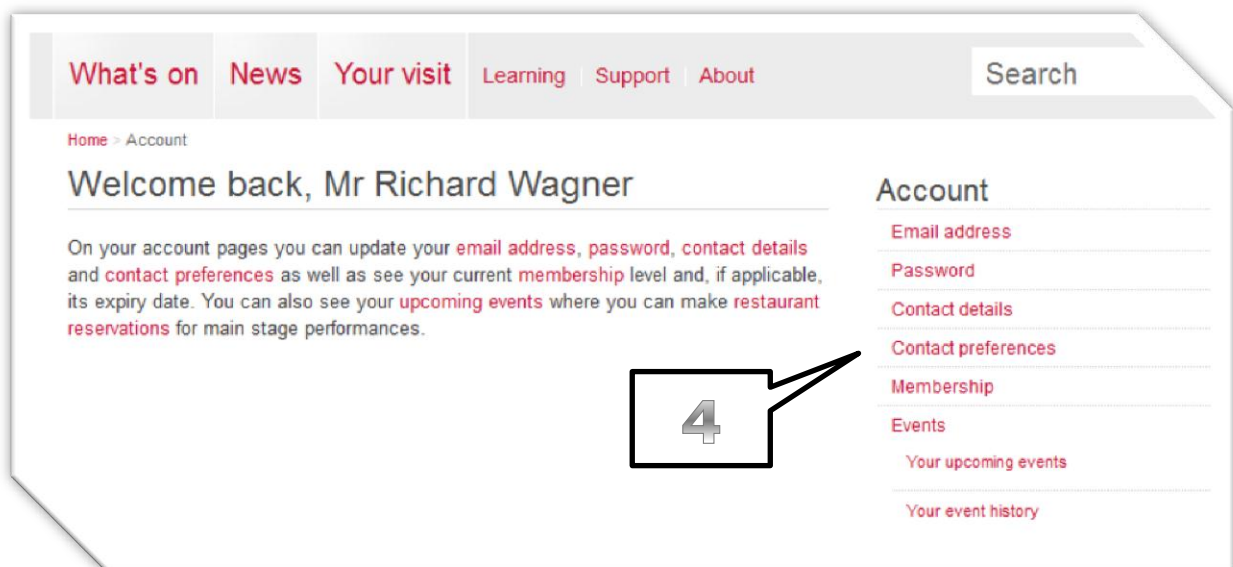 What's on News Your visit Learning Support About Search
Home > Account
Welcome back, Mr Richard Wagner
On your account pages you can update your email address, password, contact details
and contact preferences as well as see your current membership level and, if applicable,
its expiry date. You can also see your upcoming events where you can make restaurant
reservations for main stage performances.
4
Account
Email address
Password
Contact details
Contact preferences
Membership
Events
Your upcoming events
Your event history